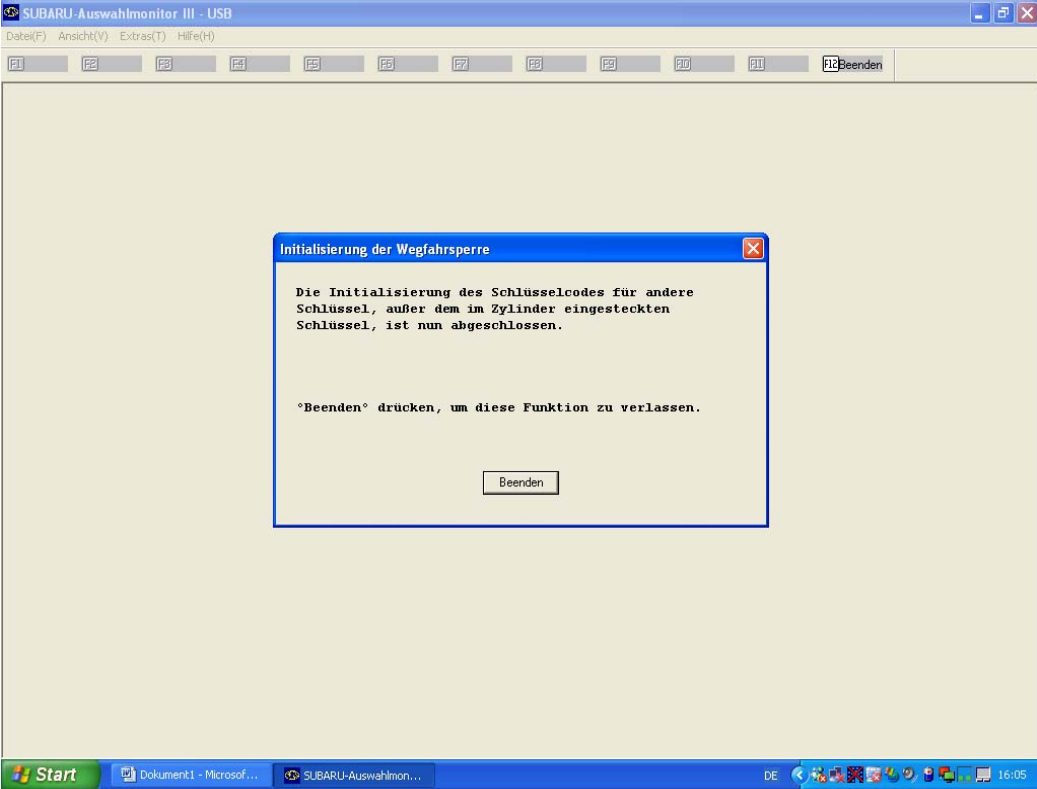 SUBARU-Auswahlmonitor III - USB
Datei(F) Ansicht(V) Extras(T) Hilfe(H)
F1 F2 F3 F4 F5 F6 F7 F8 F9 F10 F11 F12 Beenden
Initialisierung der Wegfahrsperre
Die Initialisierung des Schlüsselcodes für andere
Schlüssel, außer dem im Zylinder eingesteckten
Schlüssel, ist nun abgeschlossen.
°Beenden° drücken, um diese Funktion zu verlassen.
Beenden
Start Dokument1 - Microsof... SUBARU-Auswahlmon... DE 16:05